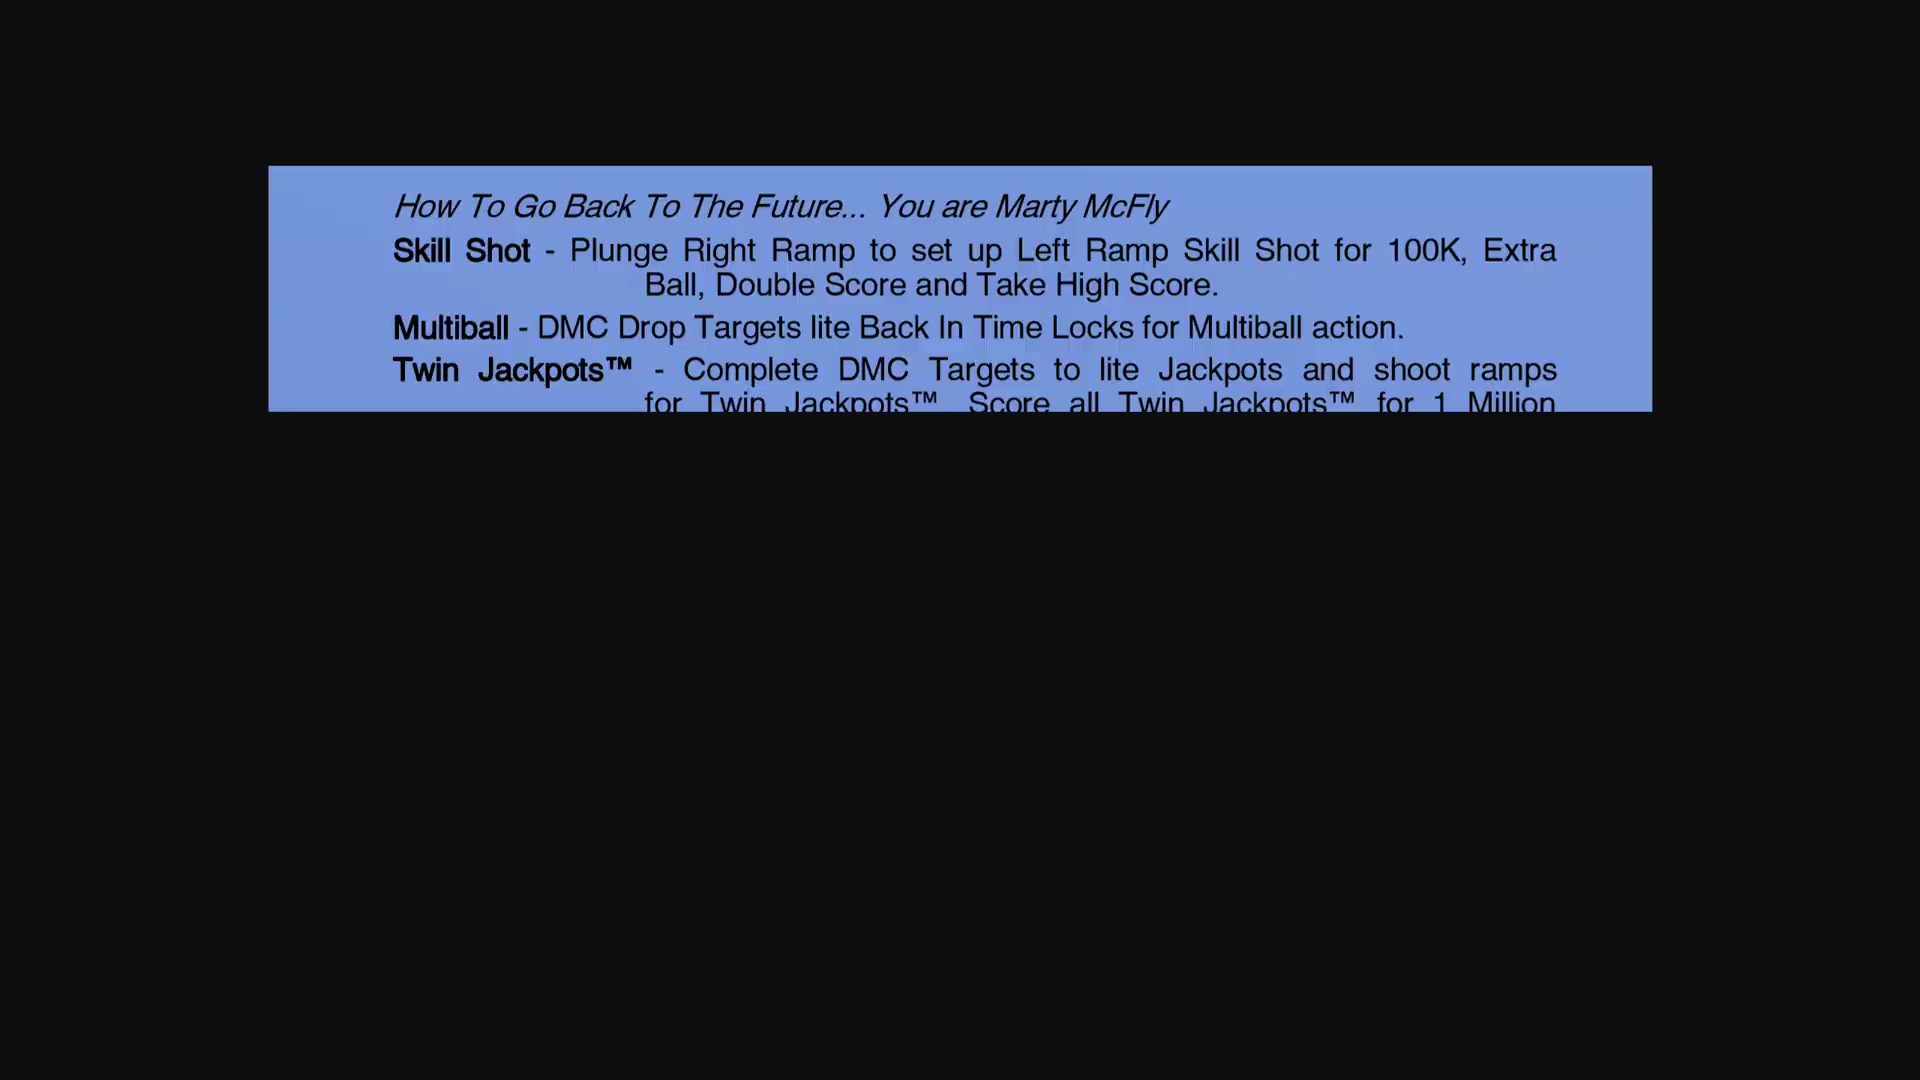 How To Go Back To The Future... You are Marty McFly
Skill Shot - Plunge Right Ramp to set up Left Ramp Skill Shot for 100K, Extra
Ball, Double Score and Take High Score.
Multiball - DMC Drop Targets lite Back In Time Locks for Multiball action.
Twin Jackpots™ - Complete DMC Targets to lite Jackpots and shoot ramps
for Twin Jackpots™ Score all Twin Jackpots™ for 1 Million